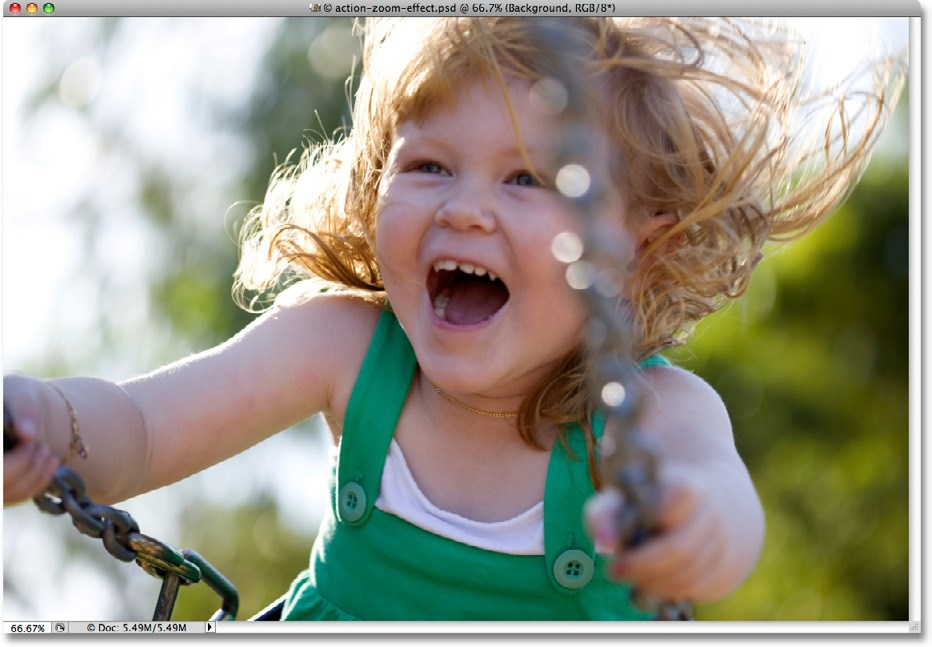 © action-zoom-effect.psd @ 66.7% (Background, RGB/8*)
66.67% © Doc: 5.49M/5.49M